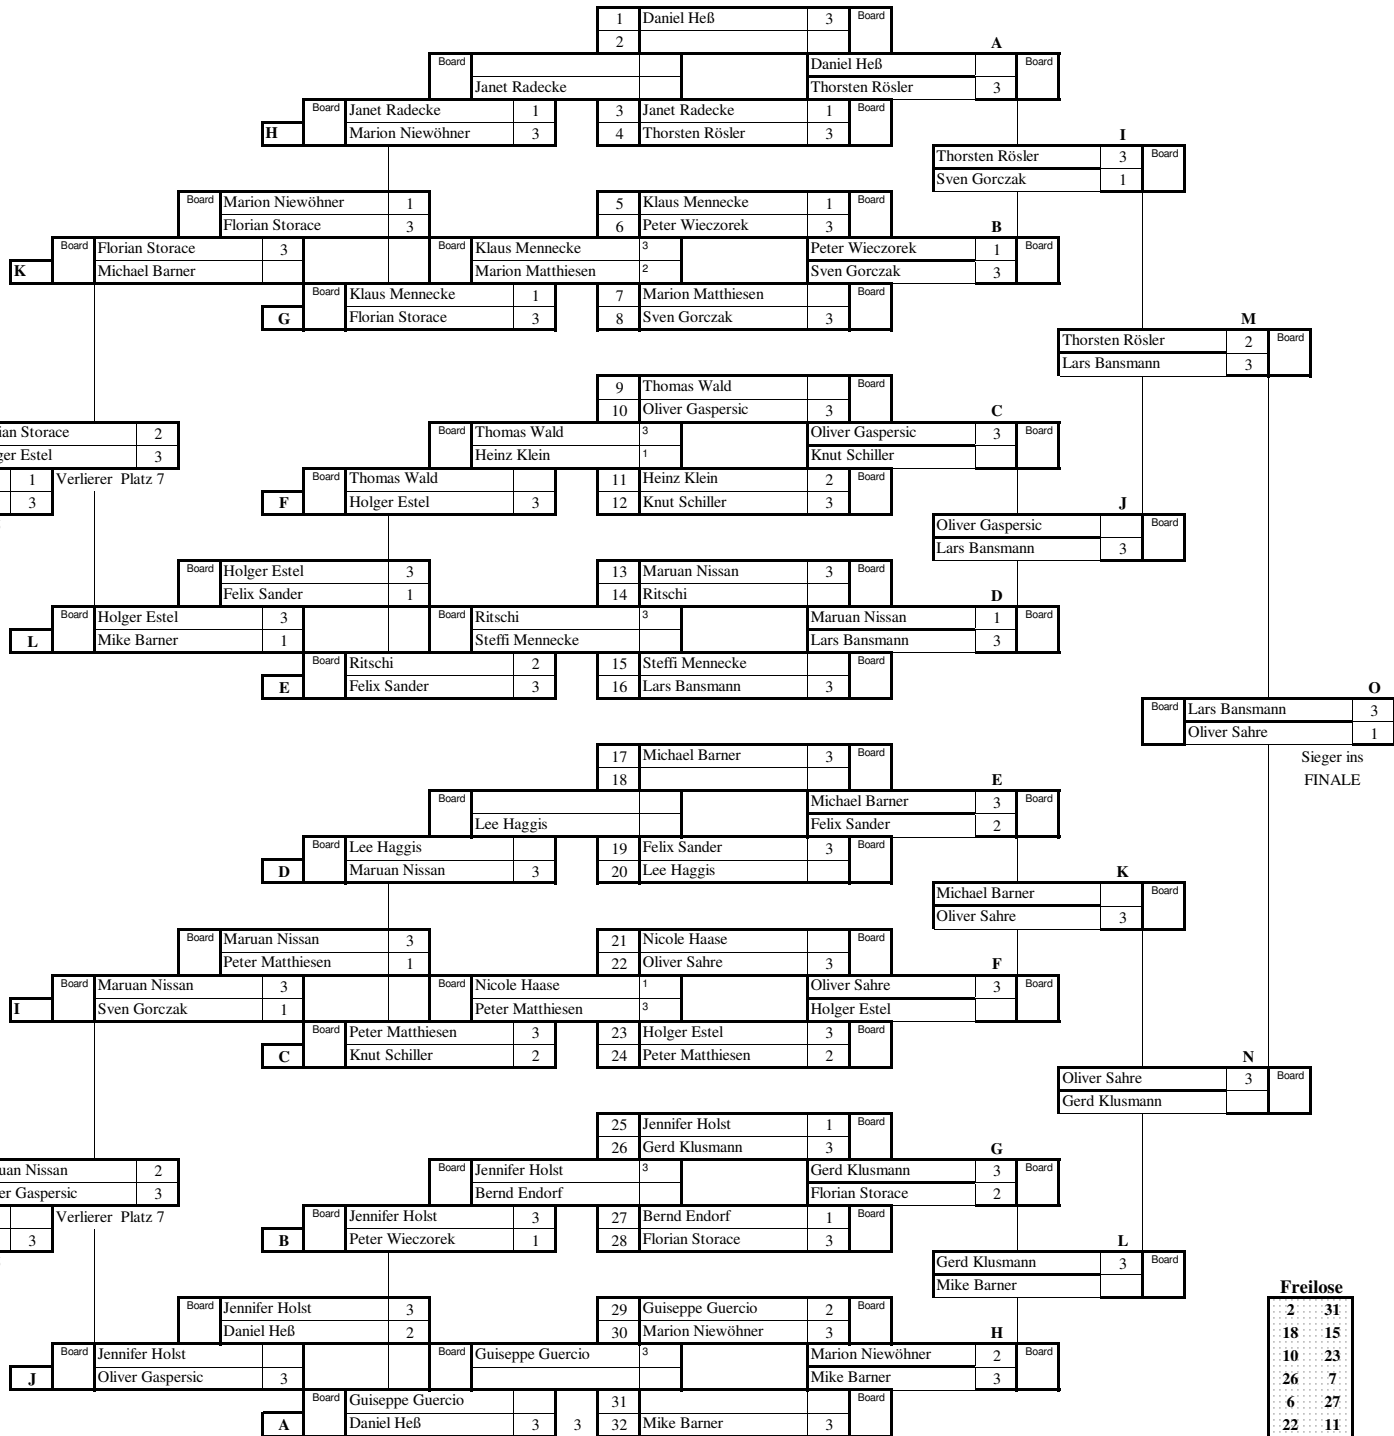 1 Daniel Heß 3 Board
2 A
Board Daniel Heß Board
Janet Radecke Thorsten Rösler 3
Board Janet Radecke 1 3 Janet Radecke 1 Board
H Marion Niewöhner 3 4 Thorsten Rösler 3 I
Thorsten Rösler 3 Board
Sven Gorczak 1
Board Marion Niewöhner 1 5 Klaus Mennecke 1 Board
Florian Storace 3 6 Peter Wieczorek 3 B
Board Florian Storace 3 Board Klaus Mennecke 3 Peter Wieczorek 1 Board
K Michael Barner Marion Matthiesen 2 Sven Gorczak 3
Board Klaus Mennecke 1 7 Marion Matthiesen Board
G Florian Storace 3 8 Sven Gorczak 3 M
Thorsten Rösler 2 Board
Lars Bansmann 3
9 Thomas Wald Board
10 Oliver Gaspersic 3 C
ian Storace 2 Board Thomas Wald 3 Oliver Gaspersic 3 Board
ger Estel 3 Heinz Klein 1 Knut Schiller
1 Verlierer Platz 7 Board Thomas Wald 11 Heinz Klein 2 Board
3 F Holger Estel 3 12 Knut Schiller 3 J
Oliver Gaspersic Board
Lars Bansmann 3
Board Holger Estel 3 13 Maruan Nissan 3 Board
Felix Sander 1 14 Ritschi D
Board Holger Estel 3 Board Ritschi 3 Maruan Nissan 1 Board
L Mike Barner 1 Steffi Mennecke Lars Bansmann 3
Board Ritschi 2 15 Steffi Mennecke Board
E Felix Sander 3 16 Lars Bansmann 3 O
Board Lars Bansmann 3
Oliver Sahre 1
17 Michael Barner 3 Board Sieger ins
18 E FINALE
Board Michael Barner 3 Board
Lee Haggis Felix Sander 2
Board Lee Haggis 19 Felix Sander 3 Board
D Maruan Nissan 3 20 Lee Haggis K
Michael Barner Board
Oliver Sahre 3
Board Maruan Nissan 3 21 Nicole Haase Board
Peter Matthiesen 1 22 Oliver Sahre 3 F
Board Maruan Nissan 3 Board Nicole Haase 1 Oliver Sahre 3 Board
I Sven Gorczak 1 Peter Matthiesen 3 Holger Estel
Board Peter Matthiesen 3 23 Holger Estel 3 Board
C Knut Schiller 2 24 Peter Matthiesen 2 N
Oliver Sahre 3 Board
Gerd Klusmann
25 Jennifer Holst 1 Board
26 Gerd Klusmann 3 G
uan Nissan 2 Board Jennifer Holst 3 Gerd Klusmann 3 Board
er Gaspersic 3 Bernd Endorf Florian Storace 2
Verlierer Platz 7 Board Jennifer Holst 3 27 Bernd Endorf 1 Board
3 B Peter Wieczorek 1 28 Florian Storace 3 L
Gerd Klusmann 3 Board
Mike Barner Freilose
Board Jennifer Holst 3 29 Guiseppe Guercio 2 Board 2 31
Daniel Heß 2 30 Marion Niewöhner 3 H 18 15
Board Jennifer Holst Board Guiseppe Guercio 3 Marion Niewöhner 2 Board 10 23
J Oliver Gaspersic 3 Mike Barner 3 26 7
Board Guiseppe Guercio 31 Board 6 27
A Daniel Heß 3 3 32 Mike Barner 3 22 11